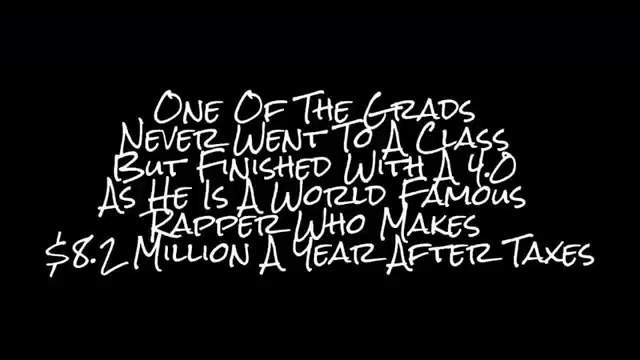 One Of The Grads
Never Went To A Class
But Finished With A 4.0
As He Is A World Famous
Rapper Who Makes
$8.2 Million A Year After Taxes